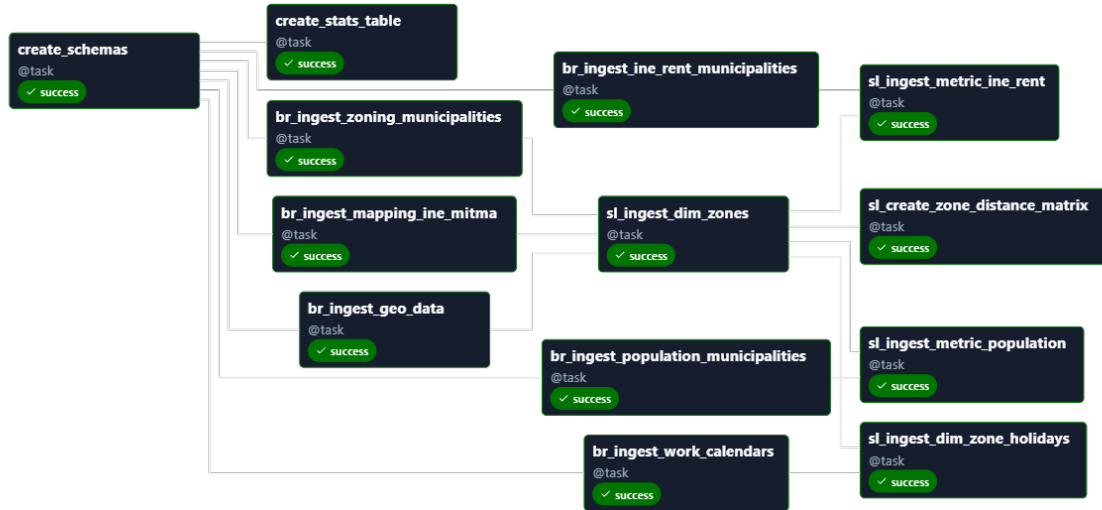 create_schemas
@task
✓ success
create_stats_table
@task
✓ success
br_ingest_zoning_municipalities
@task
✓ success
br_ingest_mapping_ine_mitma
@task
✓ success
br_ingest_geo_data
@task
✓ success
br_ingest_ine_rent_municipalities
@task
✓ success
sl_ingest_dim_zones
@task
✓ success
br_ingest_population_municipalities
@task
✓ success
br_ingest_work_calendars
@task
✓ success
sl_ingest_metric_ine_rent
@task
✓ success
sl_create_zone_distance_matrix
@task
✓ success
sl_ingest_metric_population
@task
✓ success
sl_ingest_dim_zone_holidays
@task
✓ success